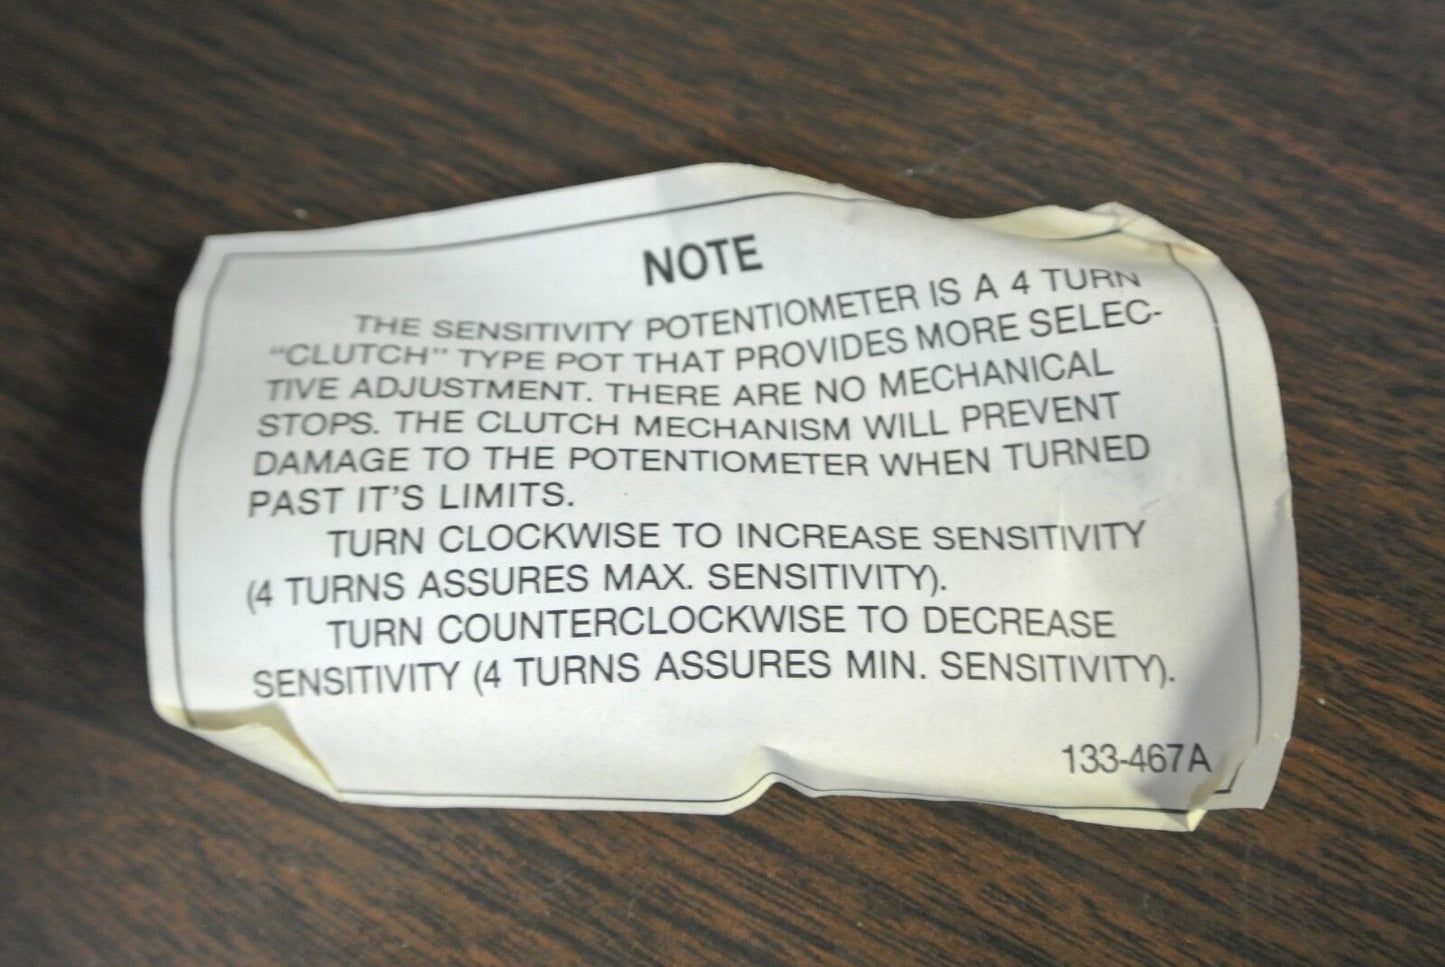 NOTE
THE SENSITIVITY POTENTIOMETER IS A 4 TURN
"CLUTCH" TYPE POT THAT PROVIDES MORE SELEC-
TIVE ADJUSTMENT. THERE ARE NO MECHANICAL
STOPS. THE CLUTCH MECHANISM WILL PREVENT
DAMAGE TO THE POTENTIOMETER WHEN TURNED
PAST IT'S LIMITS.
TURN CLOCKWISE TO INCREASE SENSITIVITY
(4 TURNS ASSURES MAX. SENSITIVITY).
TURN COUNTERCLOCKWISE TO DECREASE
SENSITIVITY (4 TURNS ASSURES MIN. SENSITIVITY).
133-467A